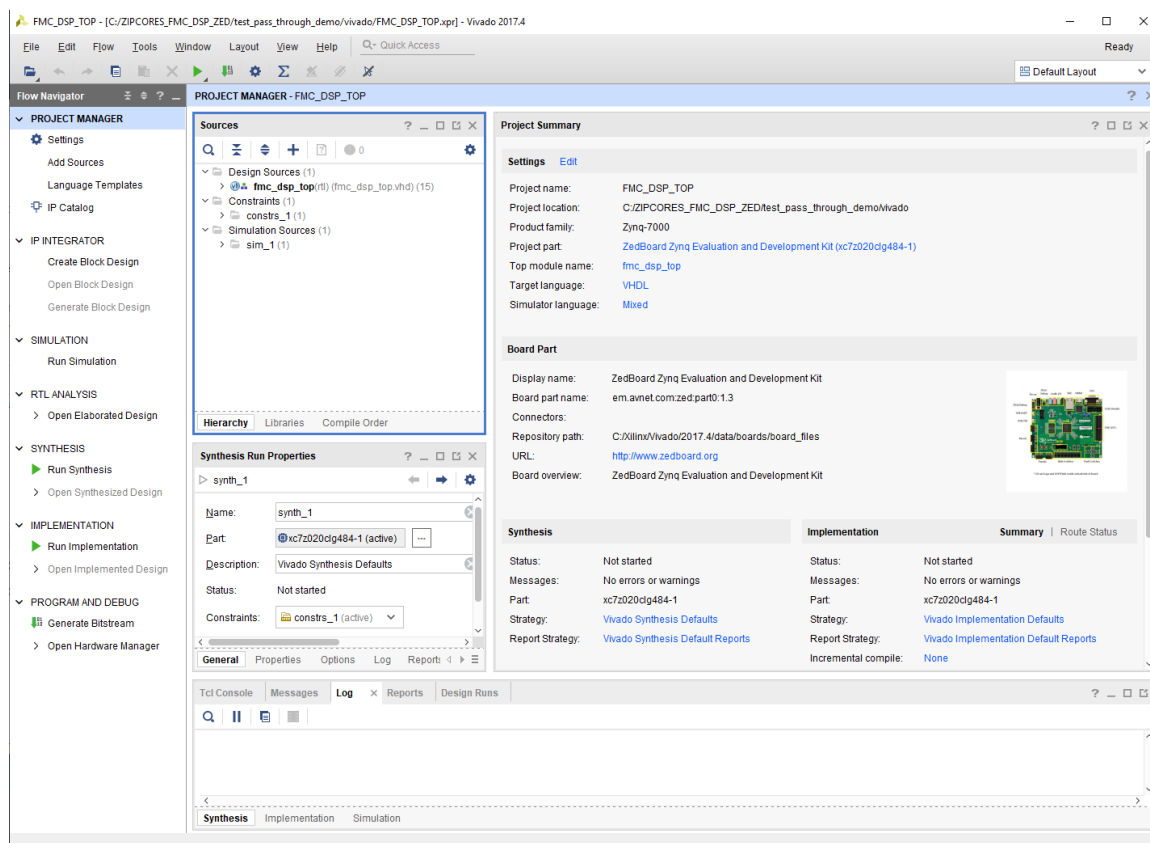 FMC_DSP_TOP - [C:/ZIPCORES_FMC_DSP_ZED/test_pass_through_demo/vivado/FMC_DSP_TOP.xpr] - Vivado 2017.4
File Edit Flow Tools Window Layout View Help Quick Access Ready
Default Layout
Flow Navigator
PROJECT MANAGER - FMC_DSP_TOP
PROJECT MANAGER
Settings
Add Sources
Language Templates
IP Catalog
IP INTEGRATOR
Create Block Design
Open Block Design
Generate Block Design
SIMULATION
Run Simulation
RTL ANALYSIS
Open Elaborated Design
SYNTHESIS
Run Synthesis
Open Synthesized Design
IMPLEMENTATION
Run Implementation
Open Implemented Design
PROGRAM AND DEBUG
Generate Bitstream
Open Hardware Manager
Sources
0
Design Sources (1)
fmc_dsp_top(rtl) (fmc_dsp_top.vhd) (15)
Constraints (1)
constrs_1 (1)
Simulation Sources (1)
sim_1 (1)
Hierarchy Libraries Compile Order
Synthesis Run Properties
synth_1
Name: synth_1
Part: xc7z020clg484-1 (active)
Description: Vivado Synthesis Defaults
Status: Not started
Constraints: constrs_1 (active)
General Properties Options Log Reports
Project Summary
Settings Edit
Project name: FMC_DSP_TOP
Project location: C:/ZIPCORES_FMC_DSP_ZED/test_pass_through_demo/vivado
Product family: Zynq-7000
Project part: ZedBoard Zynq Evaluation and Development Kit (xc7z020clg484-1)
Top module name: fmc_dsp_top
Target language: VHDL
Simulator language: Mixed
Board Part
Display name: ZedBoard Zynq Evaluation and Development Kit
Board part name: em.avnet.com:zed:part0:1.3
Connectors:
Repository path: C:/Xilinx/Vivado/2017.4/data/boards/board_files
URL: http://www.zedboard.org
Board overview: ZedBoard Zynq Evaluation and Development Kit
Synthesis
Status: Not started
Messages: No errors or warnings
Part: xc7z020clg484-1
Strategy: Vivado Synthesis Defaults
Report Strategy: Vivado Synthesis Default Reports
Implementation Summary | Route Status
Status: Not started
Messages: No errors or warnings
Part: xc7z020clg484-1
Strategy: Vivado Implementation Defaults
Report Strategy: Vivado Implementation Default Reports
Incremental compile: None
Tcl Console Messages Log Reports Design Runs
Synthesis Implementation Simulation